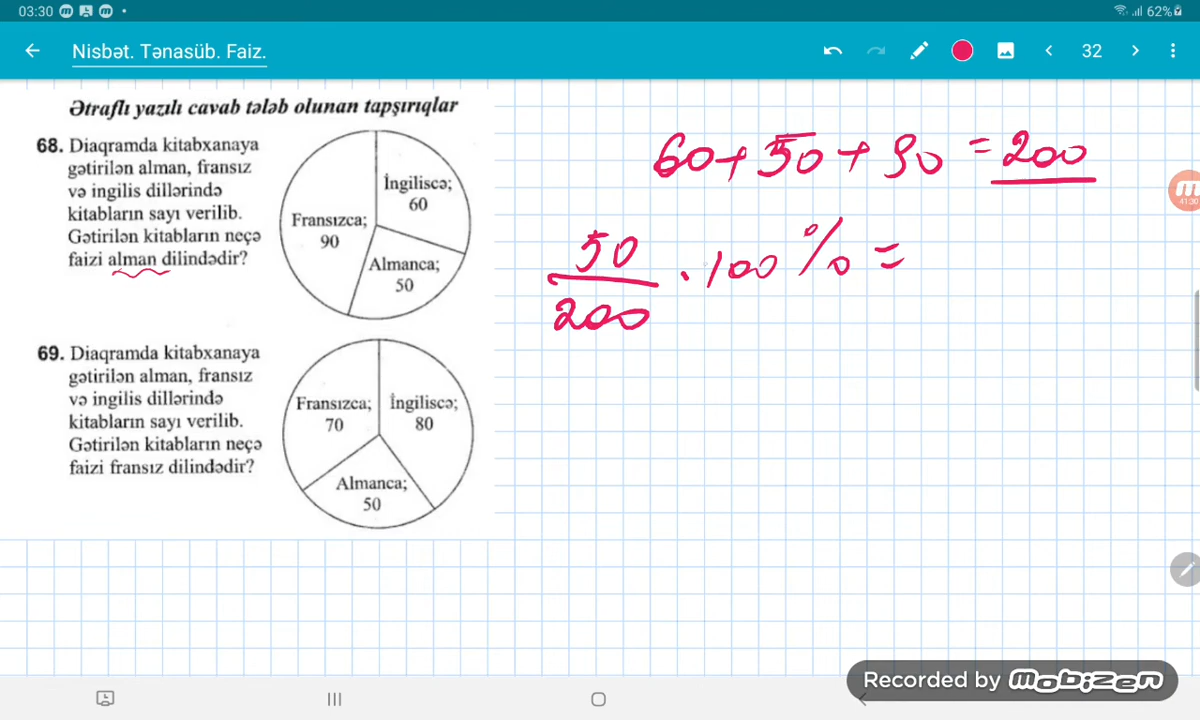 03:30
62%
Nisbət. Tənasüb. Faiz.
32
Ətraflı yazılı cavab tələb olunan tapşırıqlar
68. Diaqramda kitabxanaya
gətirilən alman, fransız
və ingilis dillərində
kitabların sayı verilib.
Gətirilən kitabların neçə
faizi alman dilindədir?
İngiliscə;
60
Fransızca;
90
Almanca;
50
60+50+90=200
50/200 · 100% =
m
41:30
69. Diaqramda kitabxanaya
gətirilən alman, fransız
və ingilis dillərində
kitabların sayı verilib.
Gətirilən kitabların neçə
faizi fransız dilindədir?
Fransızca;
70
İngiliscə;
80
Almanca;
50
Recorded by mobizen